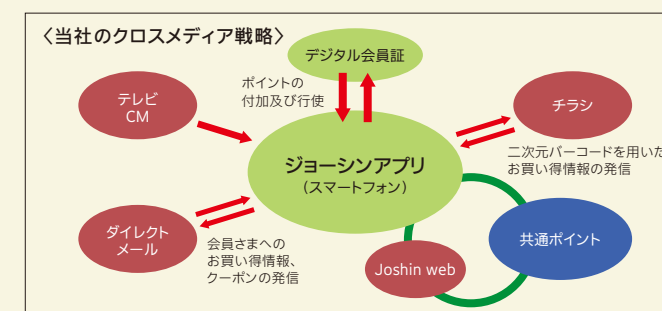 〈当社のクロスメディア戦略〉
デジタル会員証
ポイントの
付加及び行使
テレビ
CM
チラシ
ジョーシンアプリ
（スマートフォン）
二次元バーコードを用いた
お買い得情報の発信
ダイレクト
メール
会員さまへの
お買い得情報、
クーポンの発信
Joshin web
共通ポイント